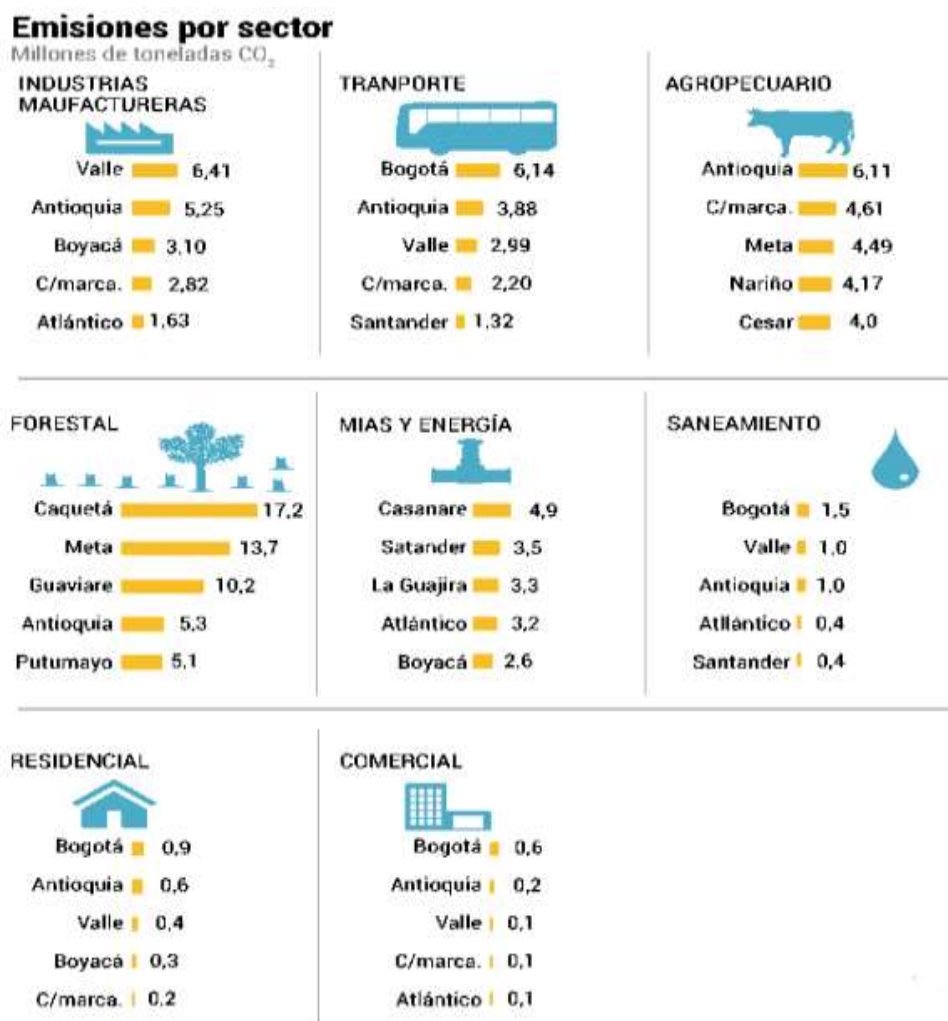 Emisiones por sector
Millones de toneladas CO₂
INDUSTRIAS
MAUFACTURERAS
Valle 6,41
Antioquia 5,25
Boyacá 3,10
C/marca. 2,82
Atlántico 1,63
TRANPORTE
Bogotá 6,14
Antioquia 3,88
Valle 2,99
C/marca. 2,20
Santander 1,32
AGROPECUARIO
Antioquia 6,11
C/marca. 4,61
Meta 4,49
Nariño 4,17
Cesar 4,0
FORESTAL
Caquetá 17,2
Meta 13,7
Guaviare 10,2
Antioquia 5,3
Putumayo 5,1
MIAS Y ENERGÍA
Casanare 4,9
Satander 3,5
La Guajira 3,3
Atlántico 3,2
Boyacá 2,6
SANEAMIENTO
Bogotá 1,5
Valle 1,0
Antioquia 1,0
Atllántico 0,4
Santander 0,4
RESIDENCIAL
Bogotá 0,9
Antioquia 0,6
Valle 0,4
Boyacá 0,3
C/marca. 0,2
COMERCIAL
Bogotá 0,6
Antioquia 0,2
Valle 0,1
C/marca. 0,1
Atlántico 0,1